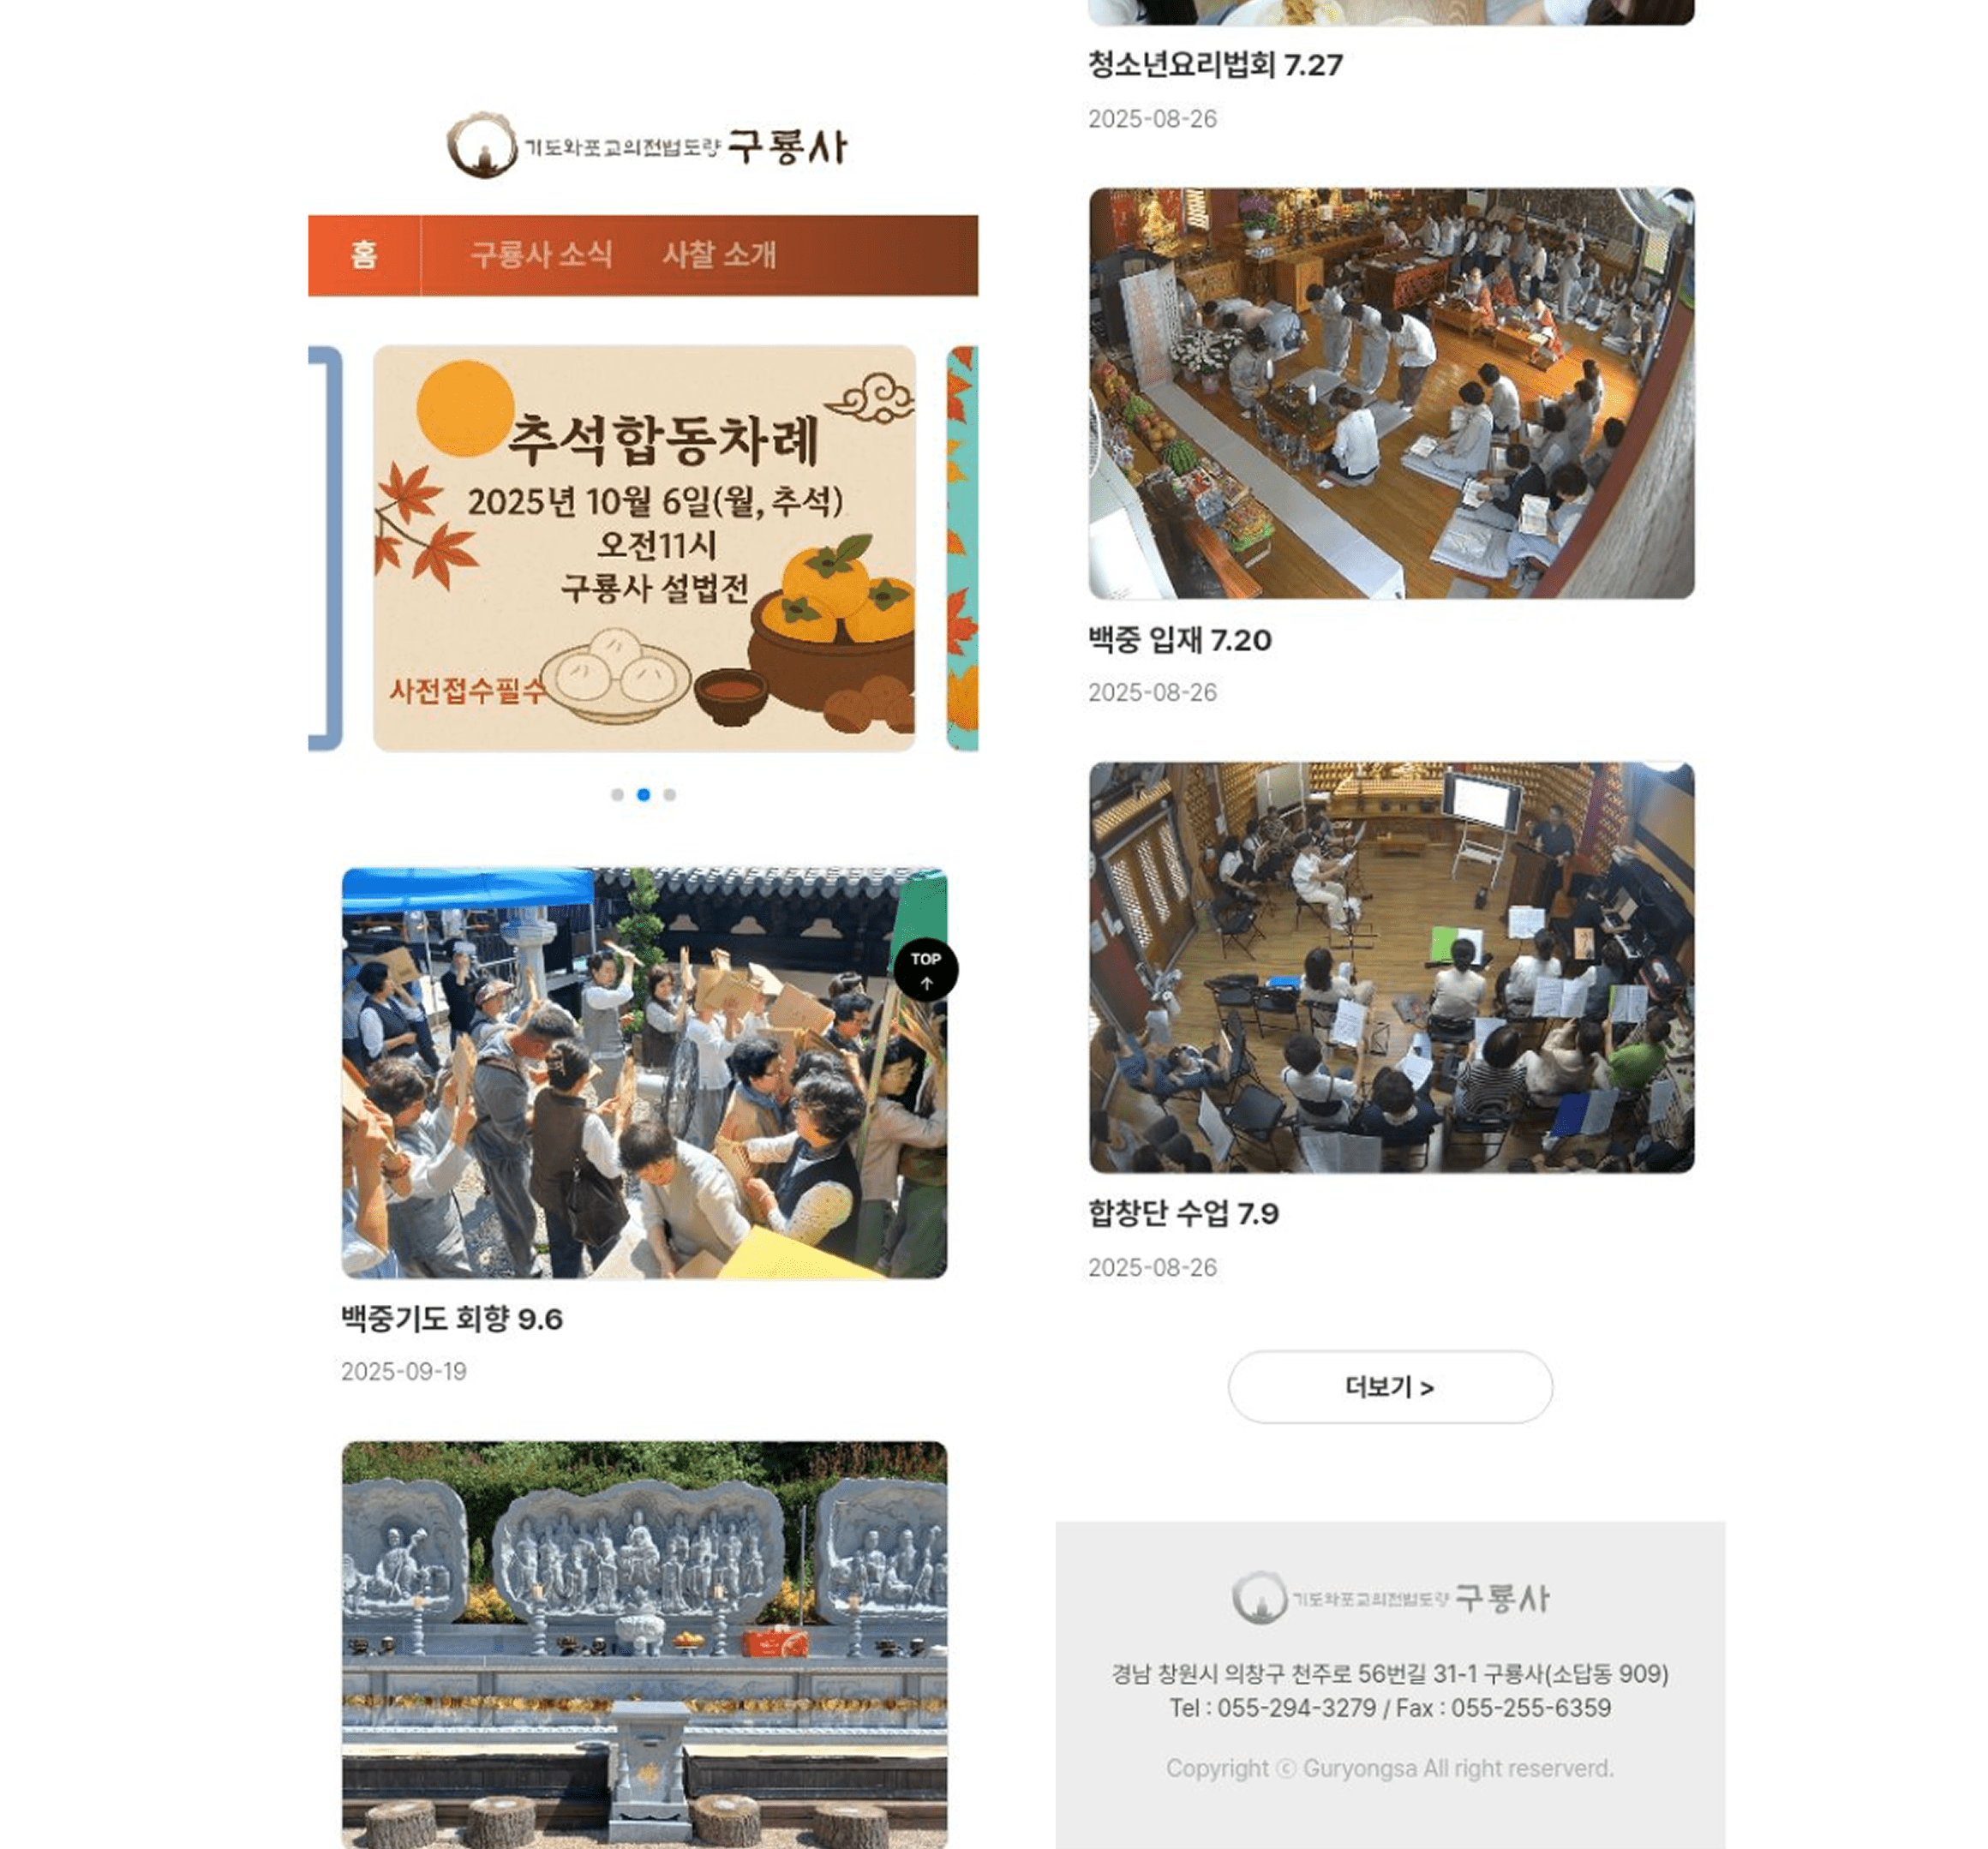 기도와포교의전법도량 구룡사
홈
구룡사 소식
사찰 소개
추석합동차례
2025년 10월 6일(월, 추석)
오전11시
구룡사 설법전
사전접수필수
TOP
↑
백중기도 회향 9.6
2025-09-19
청소년요리법회 7.27
2025-08-26
백중 입재 7.20
2025-08-26
합창단 수업 7.9
2025-08-26
더보기 >
기도와포교의전법도량 구룡사
경남 창원시 의창구 천주로 56번길 31-1 구룡사(소답동 909)
Tel : 055-294-3279 / Fax : 055-255-6359
Copyright ⓒ Guryongsa All right reserverd.